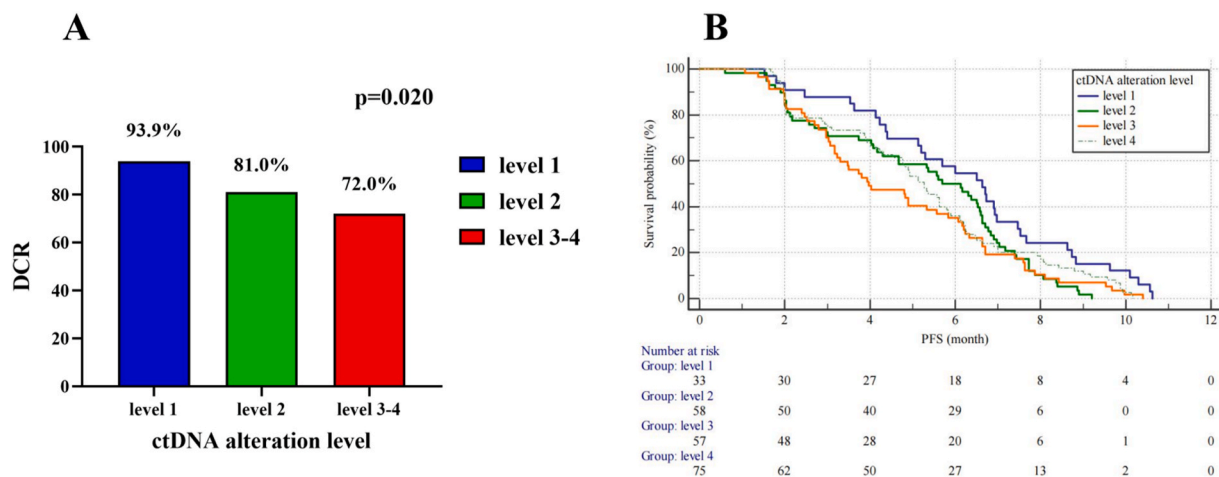 A
p=0.020
93.9%
81.0%
72.0%
100
80
60
40
20
0
DCR
level 1
level 2
level 3-4
ctDNA alteration level
level 1
level 2
level 3-4
B
100
80
60
40
20
0
Survival probability (%)
ctDNA alteration level
level 1
level 2
level 3
level 4
0 2 4 6 8 10 12
PFS (month)
Number at risk
Group: level 1
33 30 27 18 8 4 0
Group: level 2
58 50 40 29 6 0 0
Group: level 3
57 48 28 20 6 1 0
Group: level 4
75 62 50 27 13 2 0